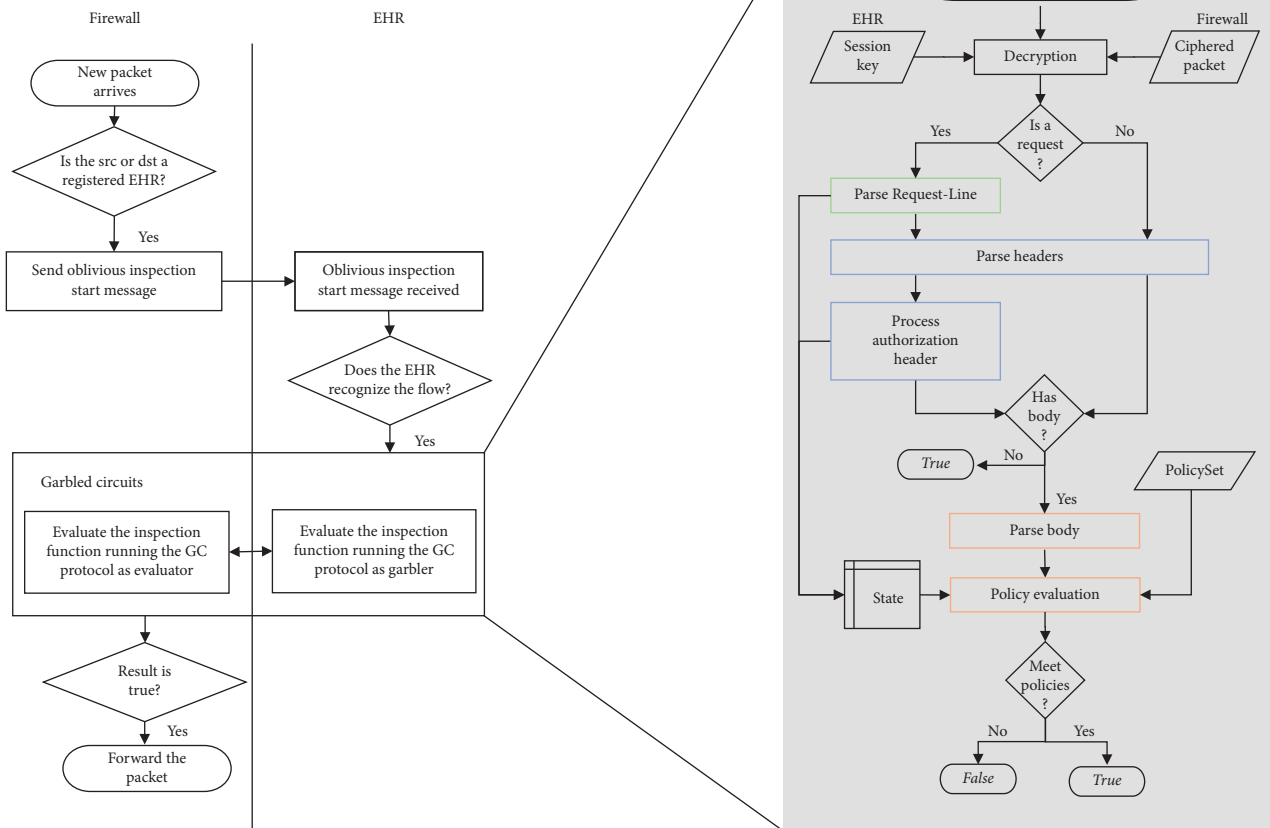 Firewall
EHR
New packet
arrives
Is the src or dst a
registered EHR?
Yes
Send oblivious inspection
start message
Oblivious inspection
start message received
Does the EHR
recognize the flow?
Yes
Garbled circuits
Evaluate the inspection
function running the GC
protocol as evaluator
Evaluate the inspection
function running the GC
protocol as garbler
Result is
true?
Yes
Forward the
packet
EHR
Firewall
Session
key
Decryption
Ciphered
packet
Is a
request
?
Yes
No
Parse Request-Line
Parse headers
Process
authorization
header
Has
body
?
No
True
Yes
PolicySet
Parse body
State
Policy evaluation
Meet
policies
?
No
Yes
False
True